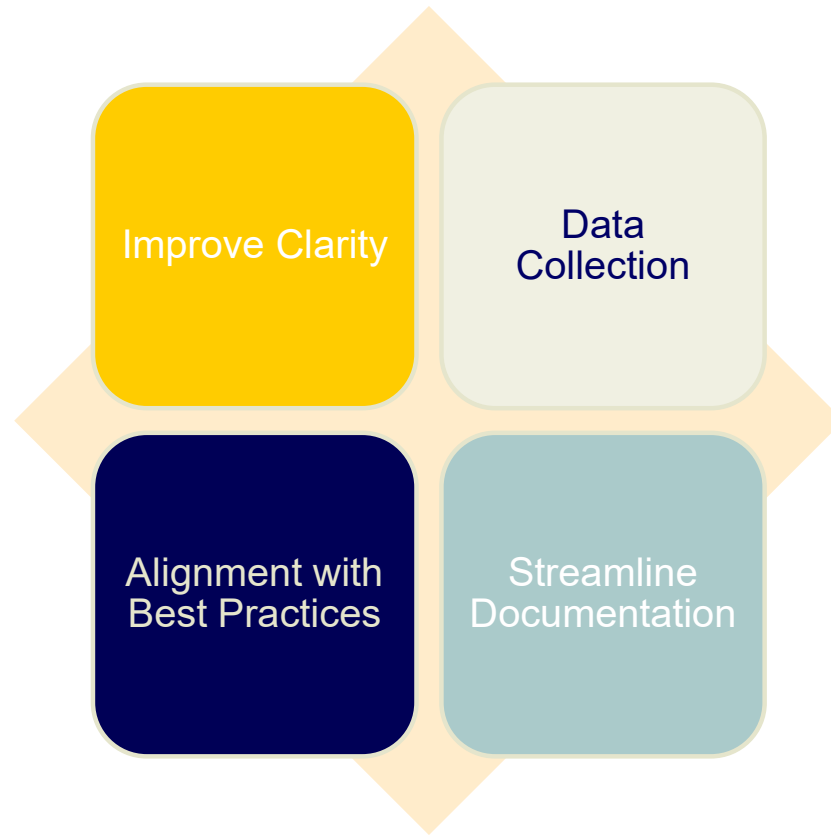 Improve Clarity
Data
Collection
Alignment with
Best Practices
Streamline
Documentation